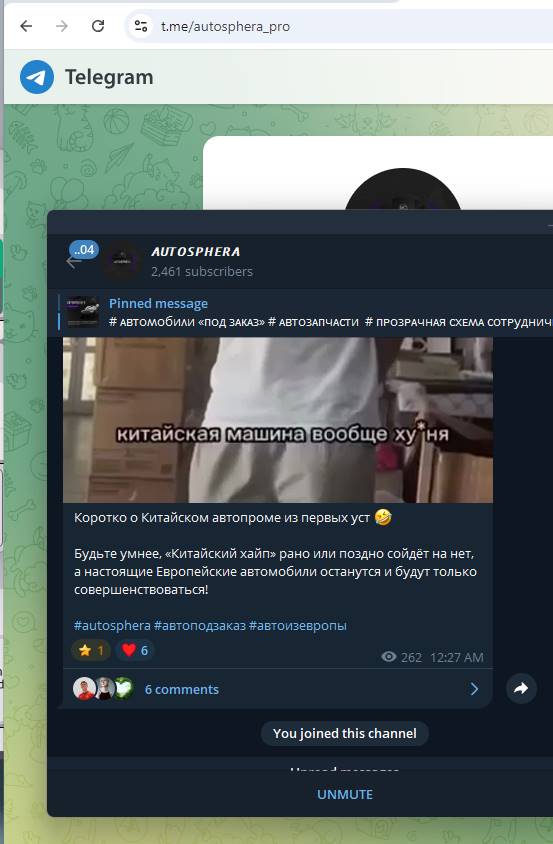 t.me/autosphera_pro
Telegram
..04
AUTOSPHERA
2,461 subscribers
Pinned message
# АВТОМОБИЛИ «ПОД ЗАКАЗ» # АВТОЗАПЧАСТИ # ПРОЗРАЧНАЯ СХЕМА СОТРУДНИЧ
китайская машина вообще ху*ня
Коротко о Китайском автопроме из первых уст 🤣
Будьте умнее, «Китайский хайп» рано или поздно сойдёт на нет,
а настоящие Европейские автомобили останутся и будут только
совершенствоваться!
#autosphera #автоподзаказ #автоизевропы
⭐ 1 ❤️ 6
262 12:27 AM
6 comments
You joined this channel
Unread messages
UNMUTE